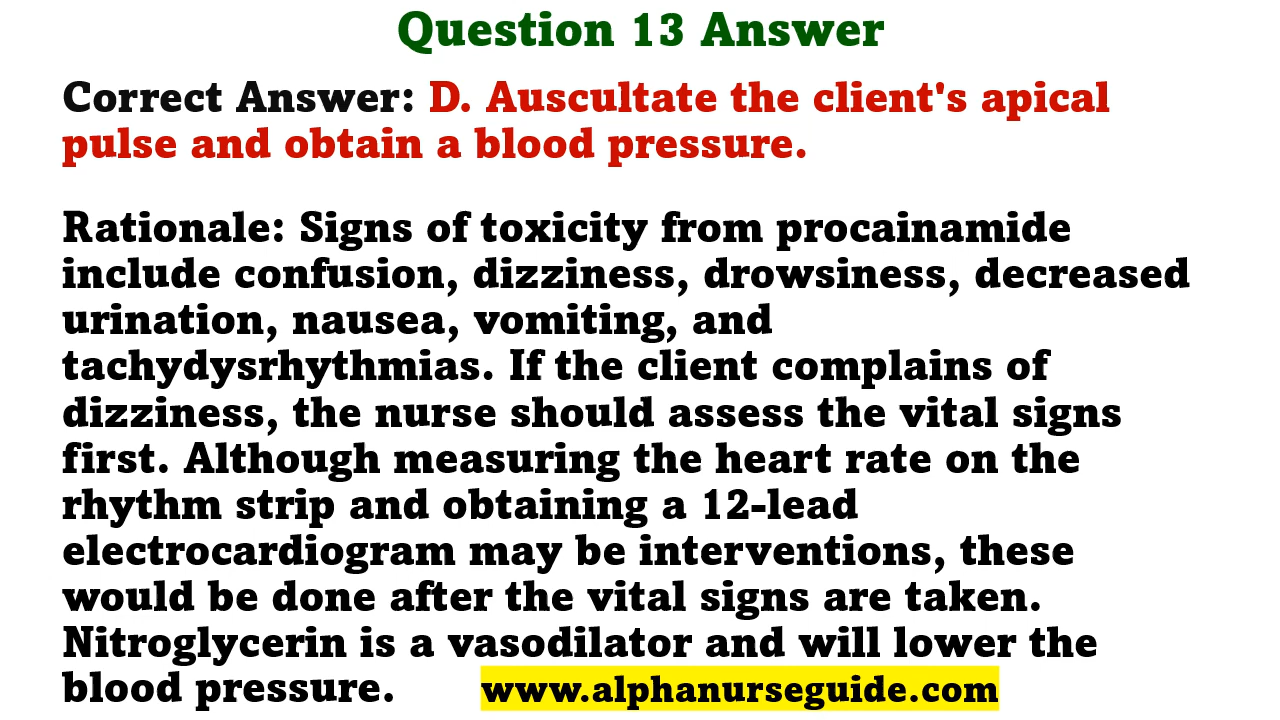 Question 13 Answer
Correct Answer: D. Auscultate the client's apical
pulse and obtain a blood pressure.
Rationale: Signs of toxicity from procainamide
include confusion, dizziness, drowsiness, decreased
urination, nausea, vomiting, and
tachydysrhythmias. If the client complains of
dizziness, the nurse should assess the vital signs
first. Although measuring the heart rate on the
rhythm strip and obtaining a 12-lead
electrocardiogram may be interventions, these
would be done after the vital signs are taken.
Nitroglycerin is a vasodilator and will lower the
blood pressure. www.alphanurseguide.com